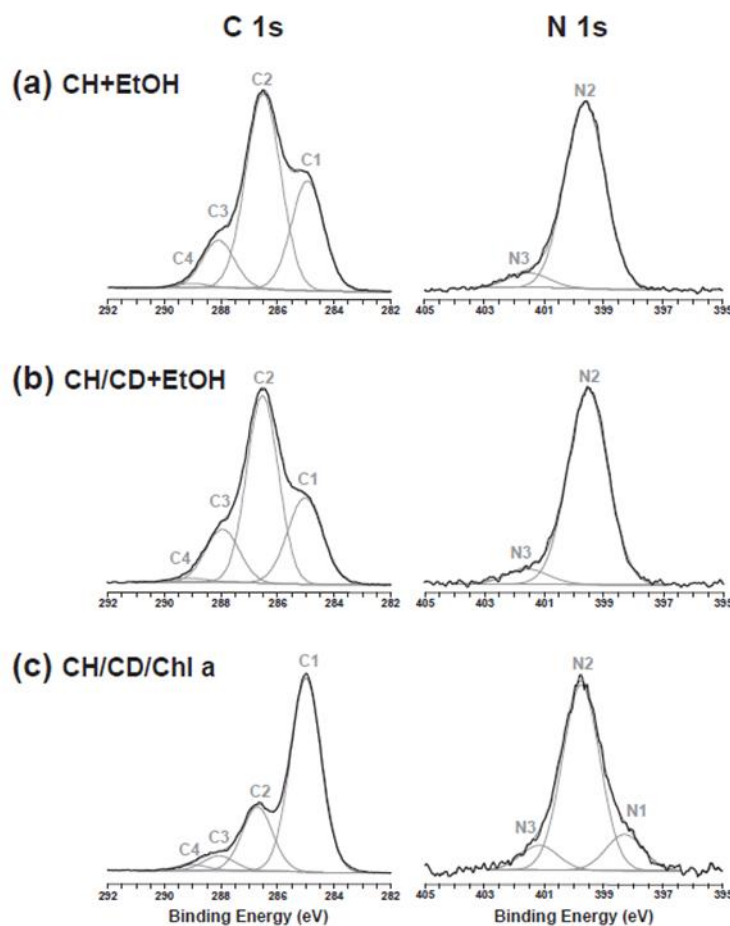 C 1s N 1s
(a) CH+EtOH
C2 N2
C1
C3
C4 N3
292 290 288 286 284 282 405 403 401 399 397 395
(b) CH/CD+EtOH
C2 N2
C1
C3
C4 N3
292 290 288 286 284 282 405 403 401 399 397 395
(c) CH/CD/Chl a
C1 N2
C2
C3 N3 N1
C4
292 290 288 286 284 282 405 403 401 399 397 395
Binding Energy (eV) Binding Energy (eV)